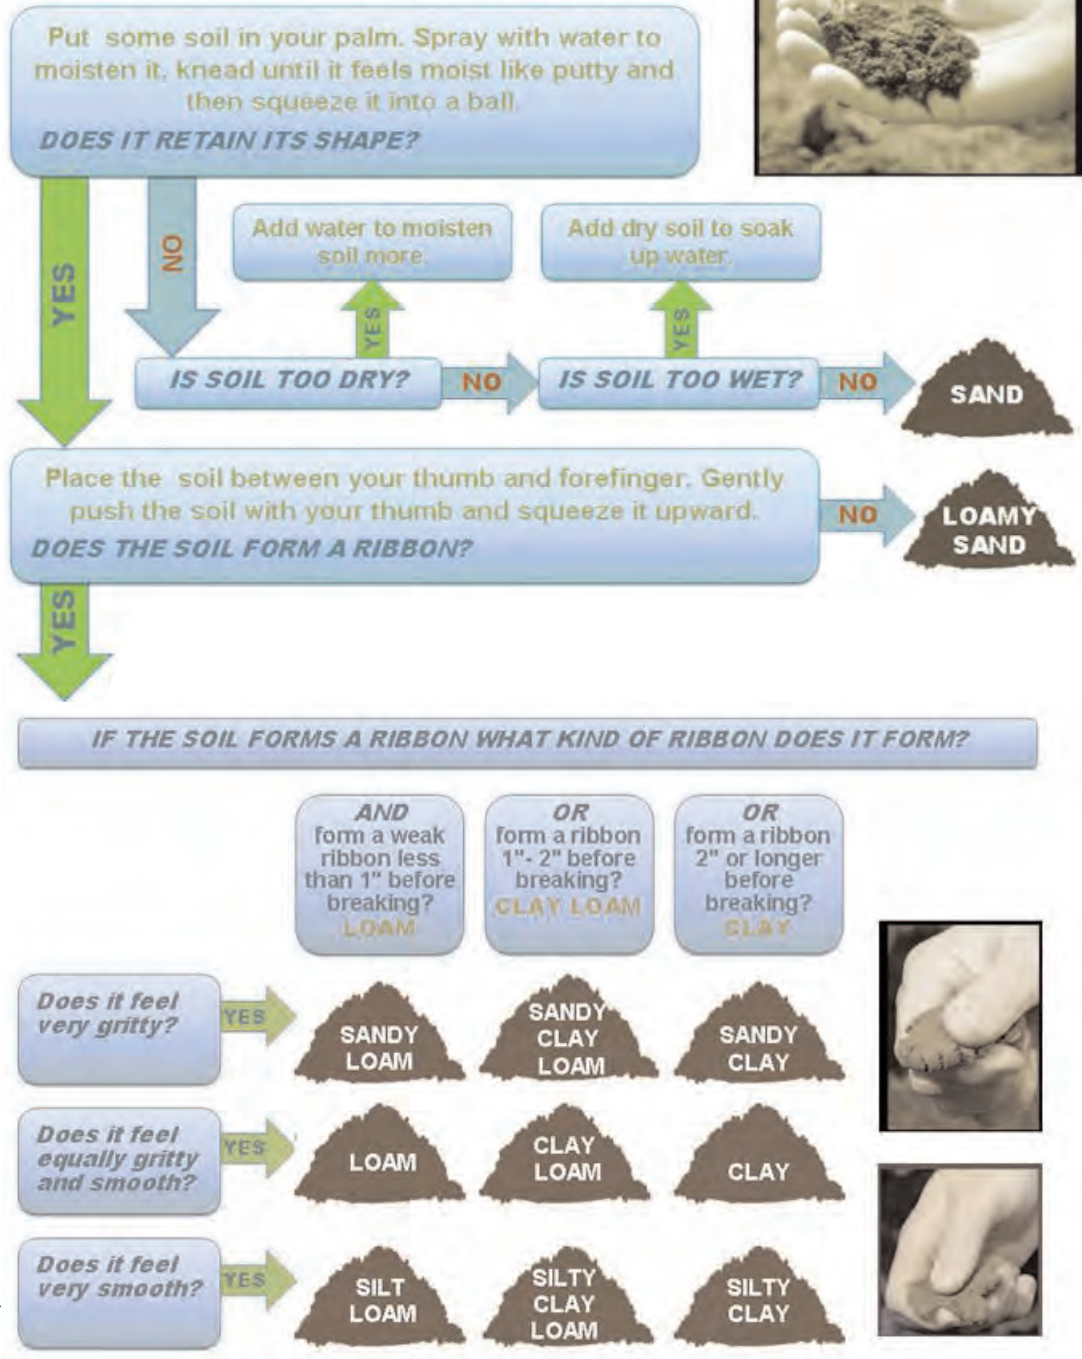 Put some soil in your palm. Spray with water to
moisten it, knead until it feels moist like putty and
then squeeze it into a ball.
DOES IT RETAIN ITS SHAPE?
YES
NO
Add water to moisten
soil more.
Add dry soil to soak
up water.
YES
YES
IS SOIL TOO DRY?
NO
IS SOIL TOO WET?
NO
SAND
Place the soil between your thumb and forefinger. Gently
push the soil with your thumb and squeeze it upward.
DOES THE SOIL FORM A RIBBON?
NO
LOAMY
SAND
YES
IF THE SOIL FORMS A RIBBON WHAT KIND OF RIBBON DOES IT FORM?
AND
form a weak
ribbon less
than 1" before
breaking?
LOAM
OR
form a ribbon
1"- 2" before
breaking?
CLAY LOAM
OR
form a ribbon
2" or longer
before
breaking?
CLAY
Does it feel
very gritty?
YES
SANDY
LOAM
SANDY
CLAY
LOAM
SANDY
CLAY
Does it feel
equally gritty
and smooth?
YES
LOAM
CLAY
LOAM
CLAY
Does it feel
very smooth?
YES
SILT
LOAM
SILTY
CLAY
LOAM
SILTY
CLAY